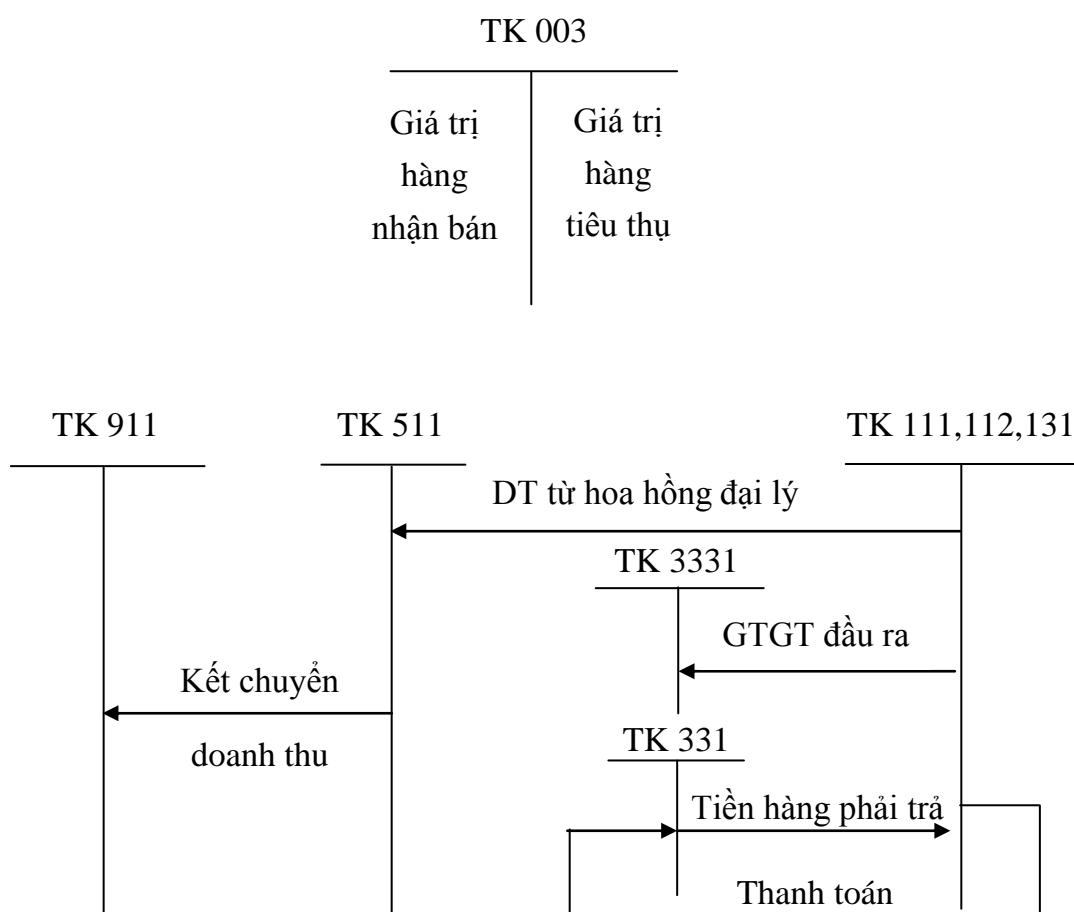 TK 003
Giá trị
hàng
nhận bán
Giá trị
hàng
tiêu thụ
TK 911
TK 511
TK 111,112,131
DT từ hoa hồng đại lý
TK 3331
GTGT đầu ra
Kết chuyển
doanh thu
TK 331
Tiền hàng phải trả
Thanh toán